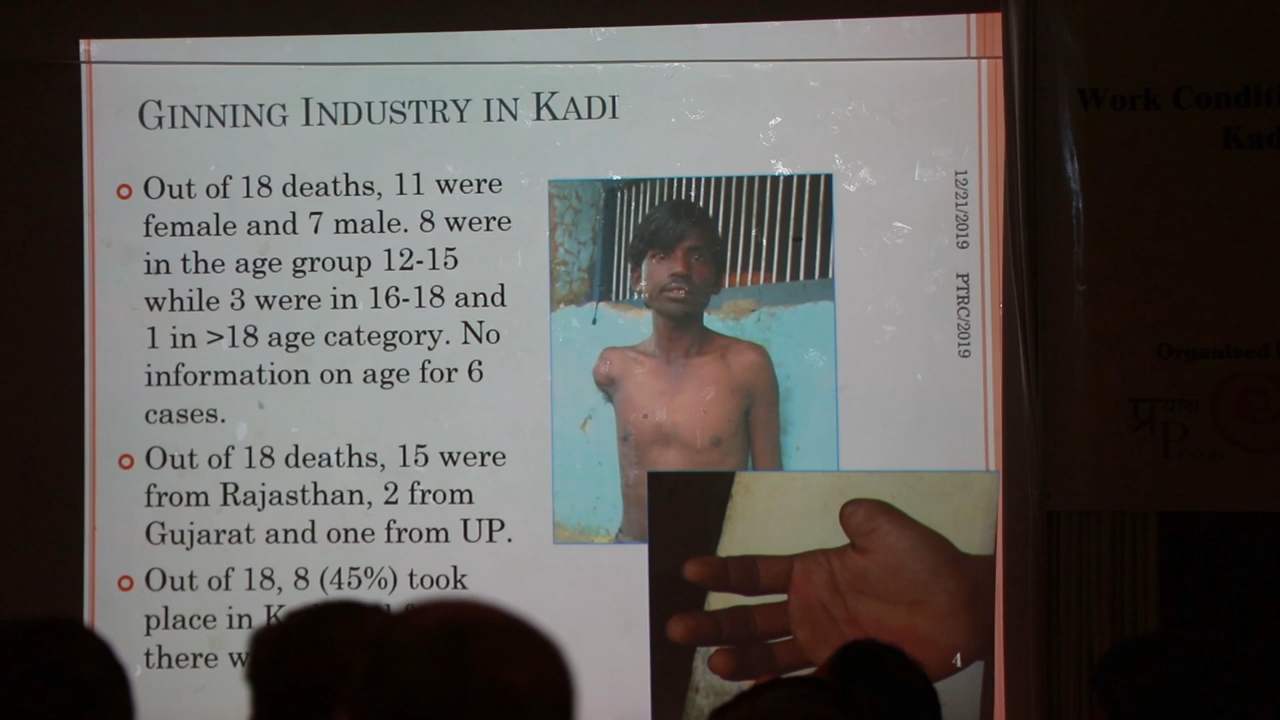 GINNING INDUSTRY IN KADI
Out of 18 deaths, 11 were
female and 7 male. 8 were
in the age group 12-15
while 3 were in 16-18 and
1 in >18 age category. No
information on age for 6
cases.
Out of 18 deaths, 15 were
from Rajasthan, 2 from
Gujarat and one from UP.
Out of 18, 8 (45%) took
place in
there
12/21/2019 PTRC/2019
4
Work
Organised
प्रयास